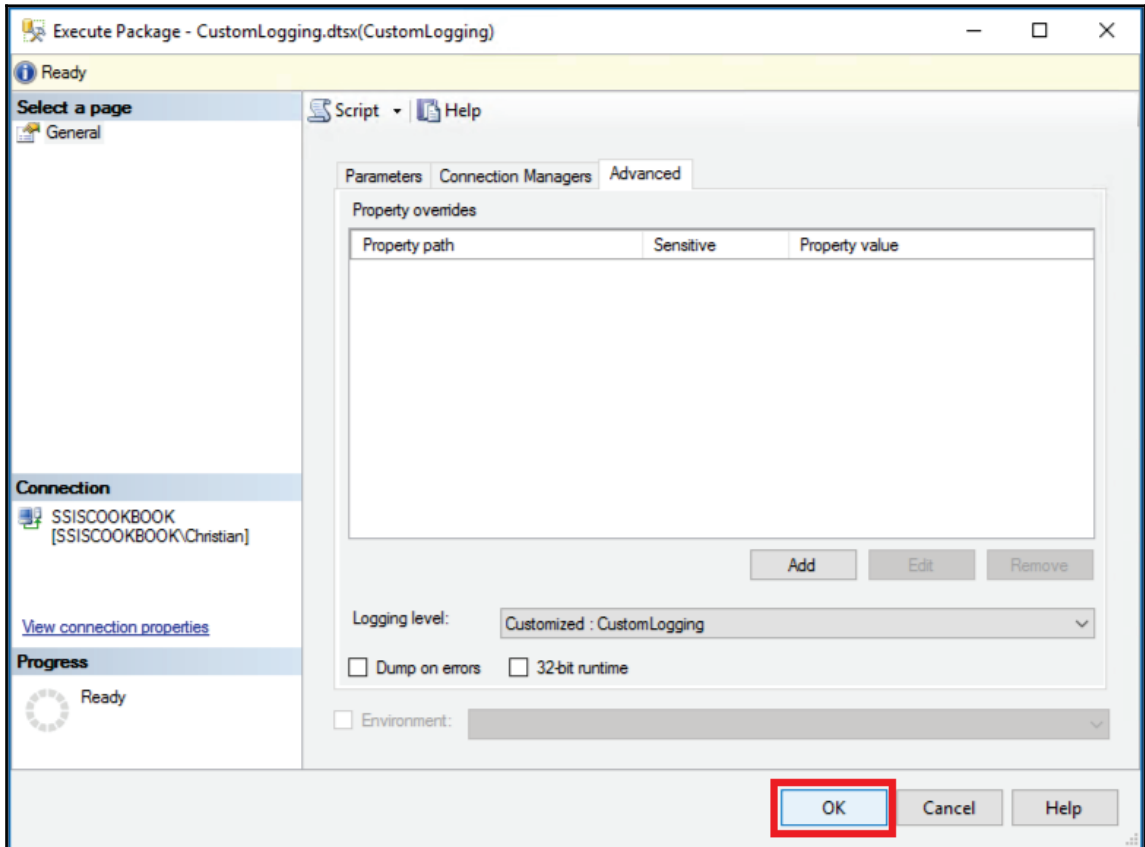 Execute Package - CustomLogging.dtsx(CustomLogging)
Ready
Select a page
General
Script
Help
Parameters
Connection Managers
Advanced
Property overrides
Property path
Sensitive
Property value
Add
Edit
Remove
Logging level:
Customized : CustomLogging
Dump on errors
32-bit runtime
Environment:
Connection
SSISCOOKBOOK
[SSISCOOKBOOK\Christian]
View connection properties
Progress
Ready
OK
Cancel
Help